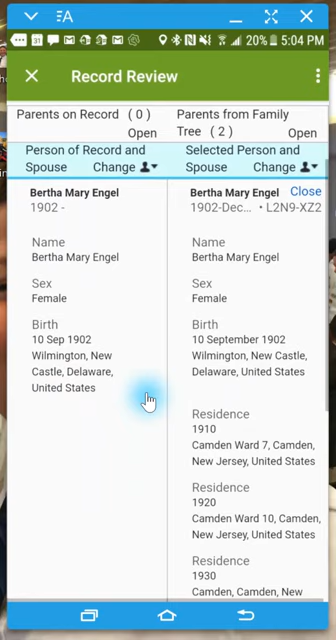 A
31
20% 5:04 PM
Record Review
Parents on Record ( 0 )
Open
Parents from Family
Tree ( 2 )
Open
Person of Record and
Spouse
Change
Selected Person and
Spouse
Change
Bertha Mary Engel
1902 -
Name
Bertha Mary Engel
Sex
Female
Birth
10 Sep 1902
Wilmington, New
Castle, Delaware,
United States
Bertha Mary Engel
Close
1902-Dec... • L2N9-XZ2
Name
Bertha Mary Engel
Sex
Female
Birth
10 September 1902
Wilmington, New Castle,
Delaware, United States
Residence
1910
Camden Ward 7, Camden,
New Jersey, United States
Residence
1920
Camden Ward 10, Camden,
New Jersey, United States
Residence
1930
Camden, Camden, New